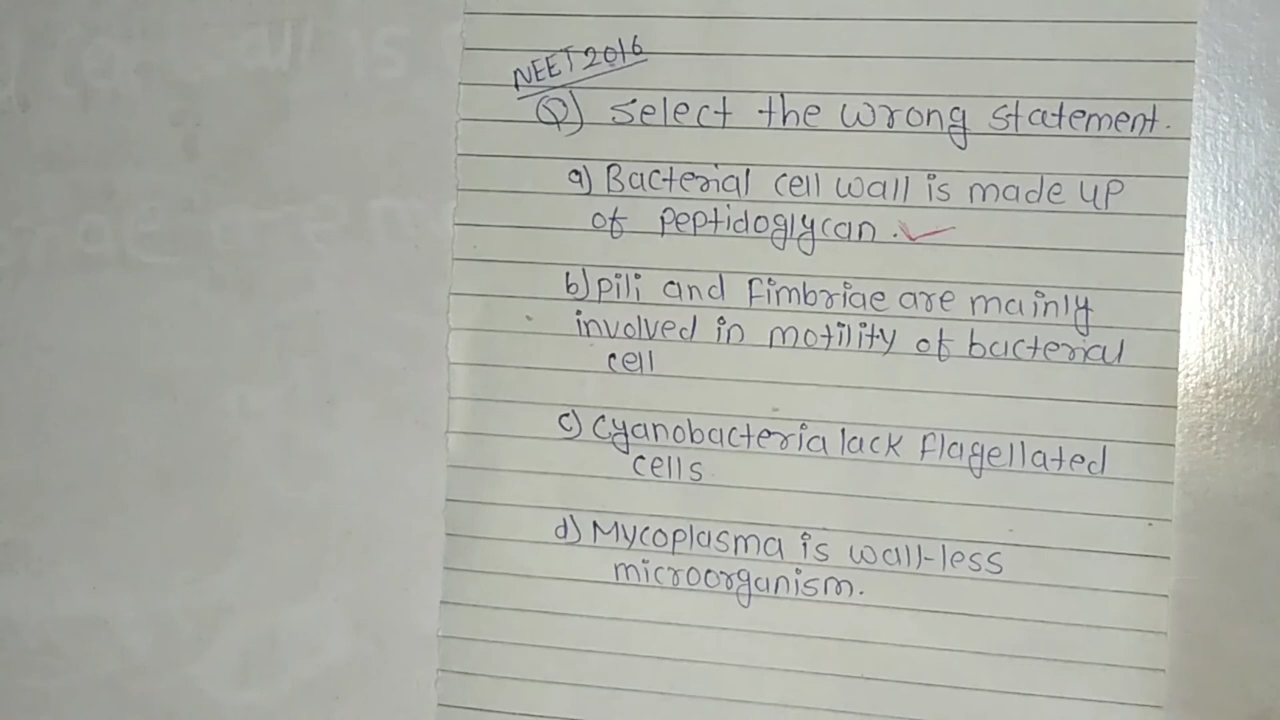 NEET 2016
Q) Select the wrong statement.
a) Bacterial cell wall is made up
of peptidoglycan.
b) Pili and Fimbriae are mainly
involved in motility of bacterial
cell
c) Cyanobacteria lack flagellated
cells.
d) Mycoplasma is wall-less
microorganism.